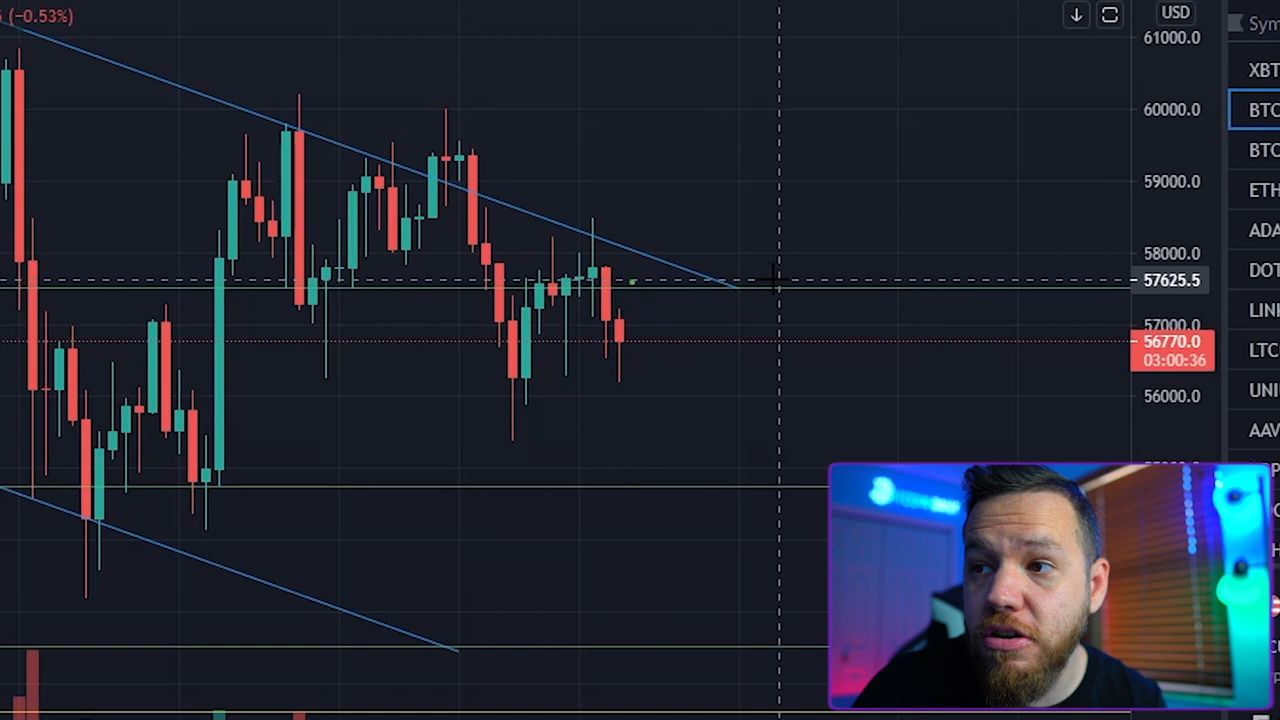 (−0.53%)
USD
Sym
61000.0
XBT
60000.0
BTC
BTC
59000.0
ETH
ADA
58000.0
DOT
57625.5
LIN
57000.0
56770.0
LTC
03:00:36
56000.0
UNI
AAV